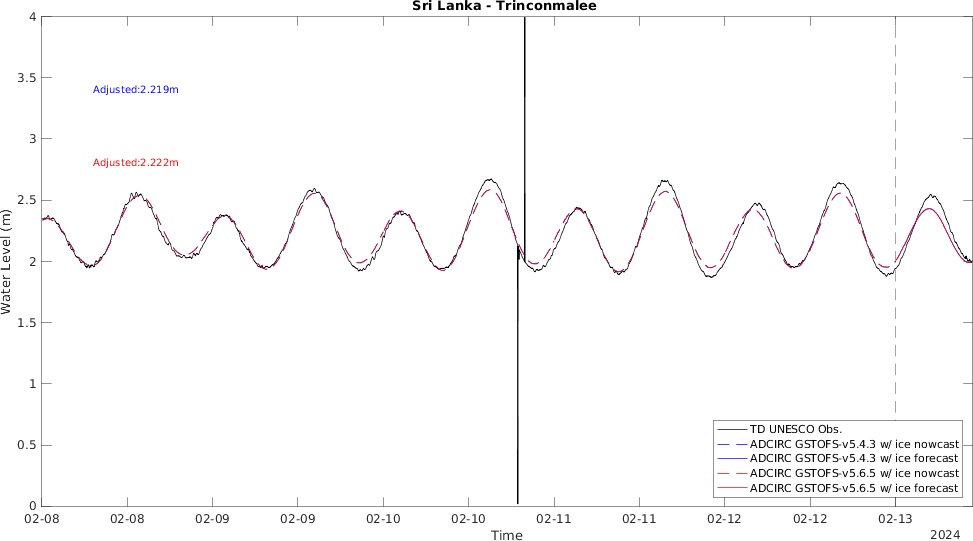 Sri Lanka - Trinconmalee
4
3.5
3
2.5
2
1.5
1
0.5
0
Water Level (m)
Adjusted:2.219m
Adjusted:2.222m
TD UNESCO Obs.
ADCIRC GSTOFS-v5.4.3 w/ ice nowcast
ADCIRC GSTOFS-v5.4.3 w/ ice forecast
ADCIRC GSTOFS-v5.6.5 w/ ice nowcast
ADCIRC GSTOFS-v5.6.5 w/ ice forecast
02-08 02-08 02-09 02-09 02-10 02-10 02-11 02-11 02-12 02-12 02-13
Time
2024